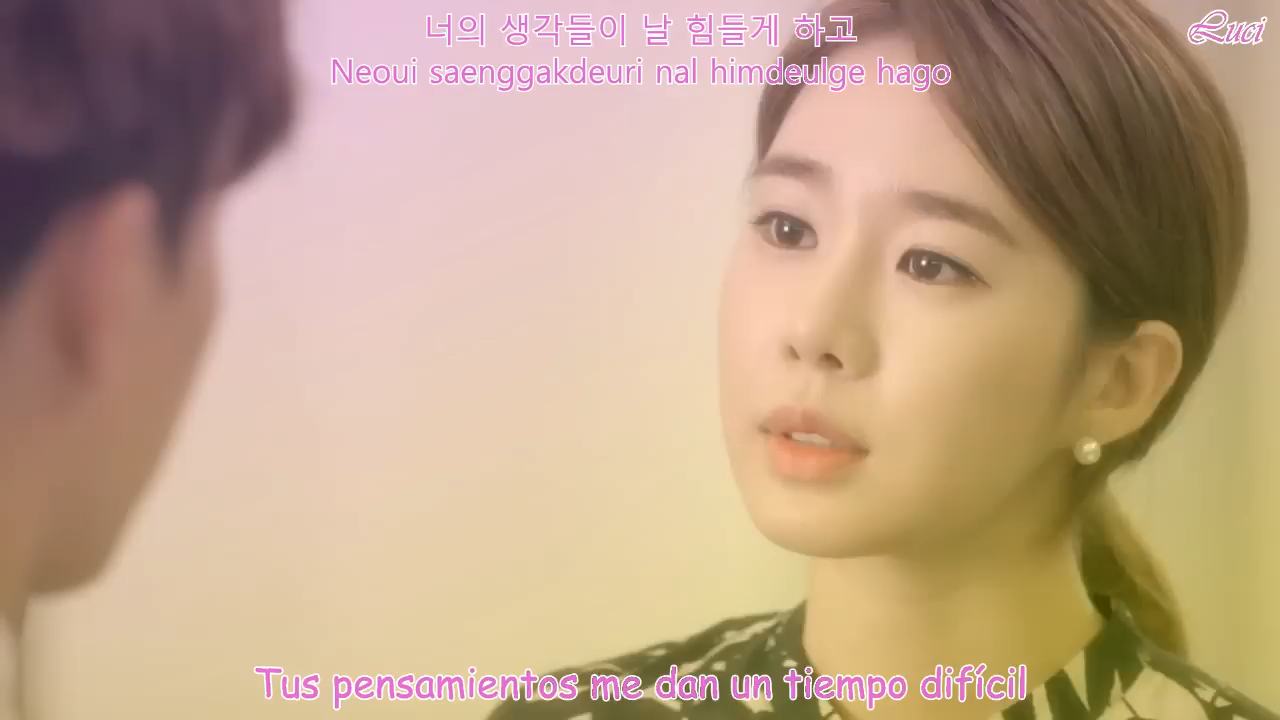 너의 생각들이 날 힘들게 하고
Luci
Neoui saenggakdeuri nal himdeulge hago
Tus pensamientos me dan un tiempo difícil